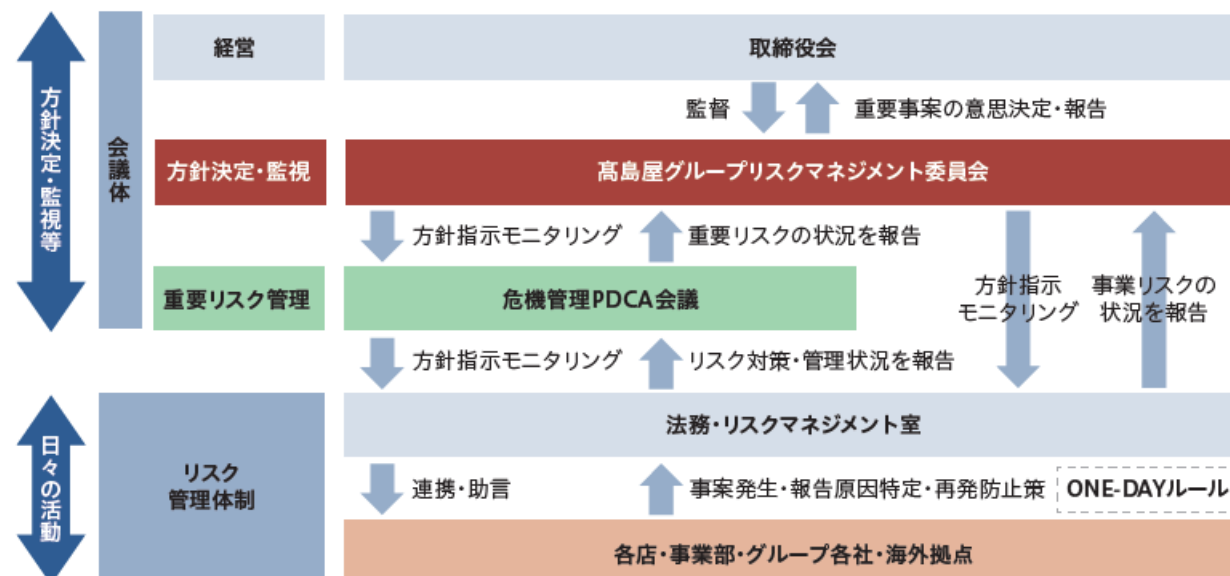 方針決定・監視等
会議体
経営
取締役会
監督
重要事案の意思決定・報告
方針決定・監視
髙島屋グループリスクマネジメント委員会
方針指示モニタリング
重要リスクの状況を報告
方針指示
モニタリング
事業リスクの
状況を報告
重要リスク管理
危機管理PDCA会議
方針指示モニタリング
リスク対策・管理状況を報告
日々の活動
リスク
管理体制
法務・リスクマネジメント室
連携・助言
事案発生・報告原因特定・再発防止策
ONE-DAYルール
各店・事業部・グループ各社・海外拠点